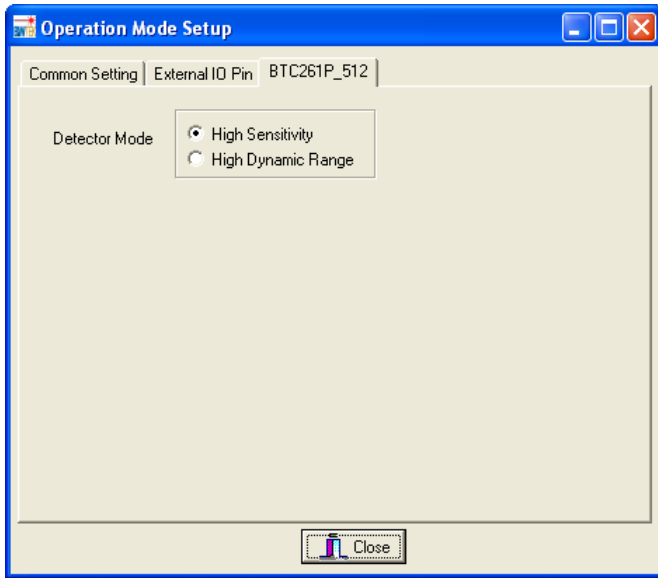 Operation Mode Setup
Common Setting External IO Pin BTC261P_512
Detector Mode
High Sensitivity
High Dynamic Range
Close